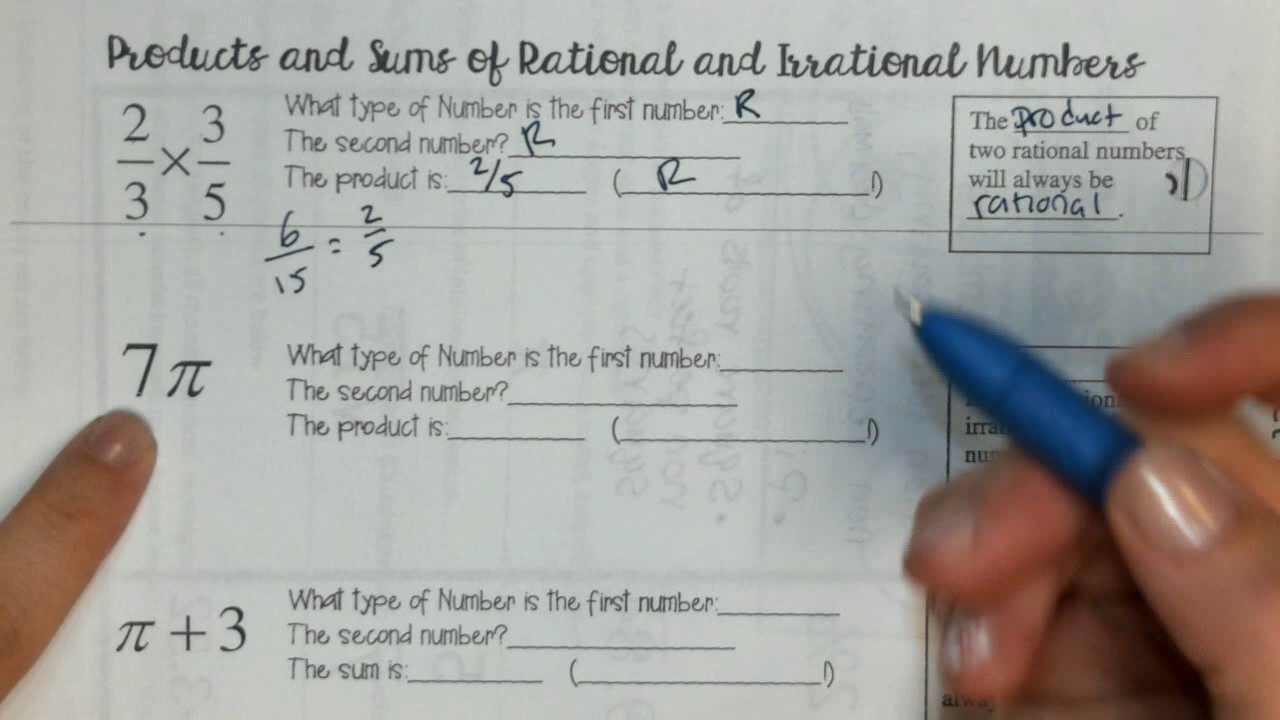 Products and Sums of Rational and Irrational Numbers
2/3 × 3/5
What type of Number is the first number: R
The second number? R
The product is: 2/5 ( R !)
6/15 = 2/5
The product of
two rational numbers
will always be
rational.
7π
What type of Number is the first number:
The second number?
The product is: ( !)
π + 3
What type of Number is the first number:
The second number?
The sum is: ( !)